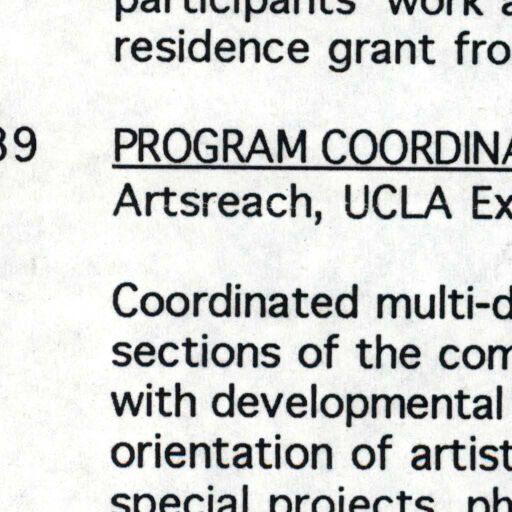 participants' work
residence grant fro
39 PROGRAM COORDINA
Artsreach, UCLA Ex
Coordinated multi-d
sections of the com
with developmental
orientation of artist
special projects, ph